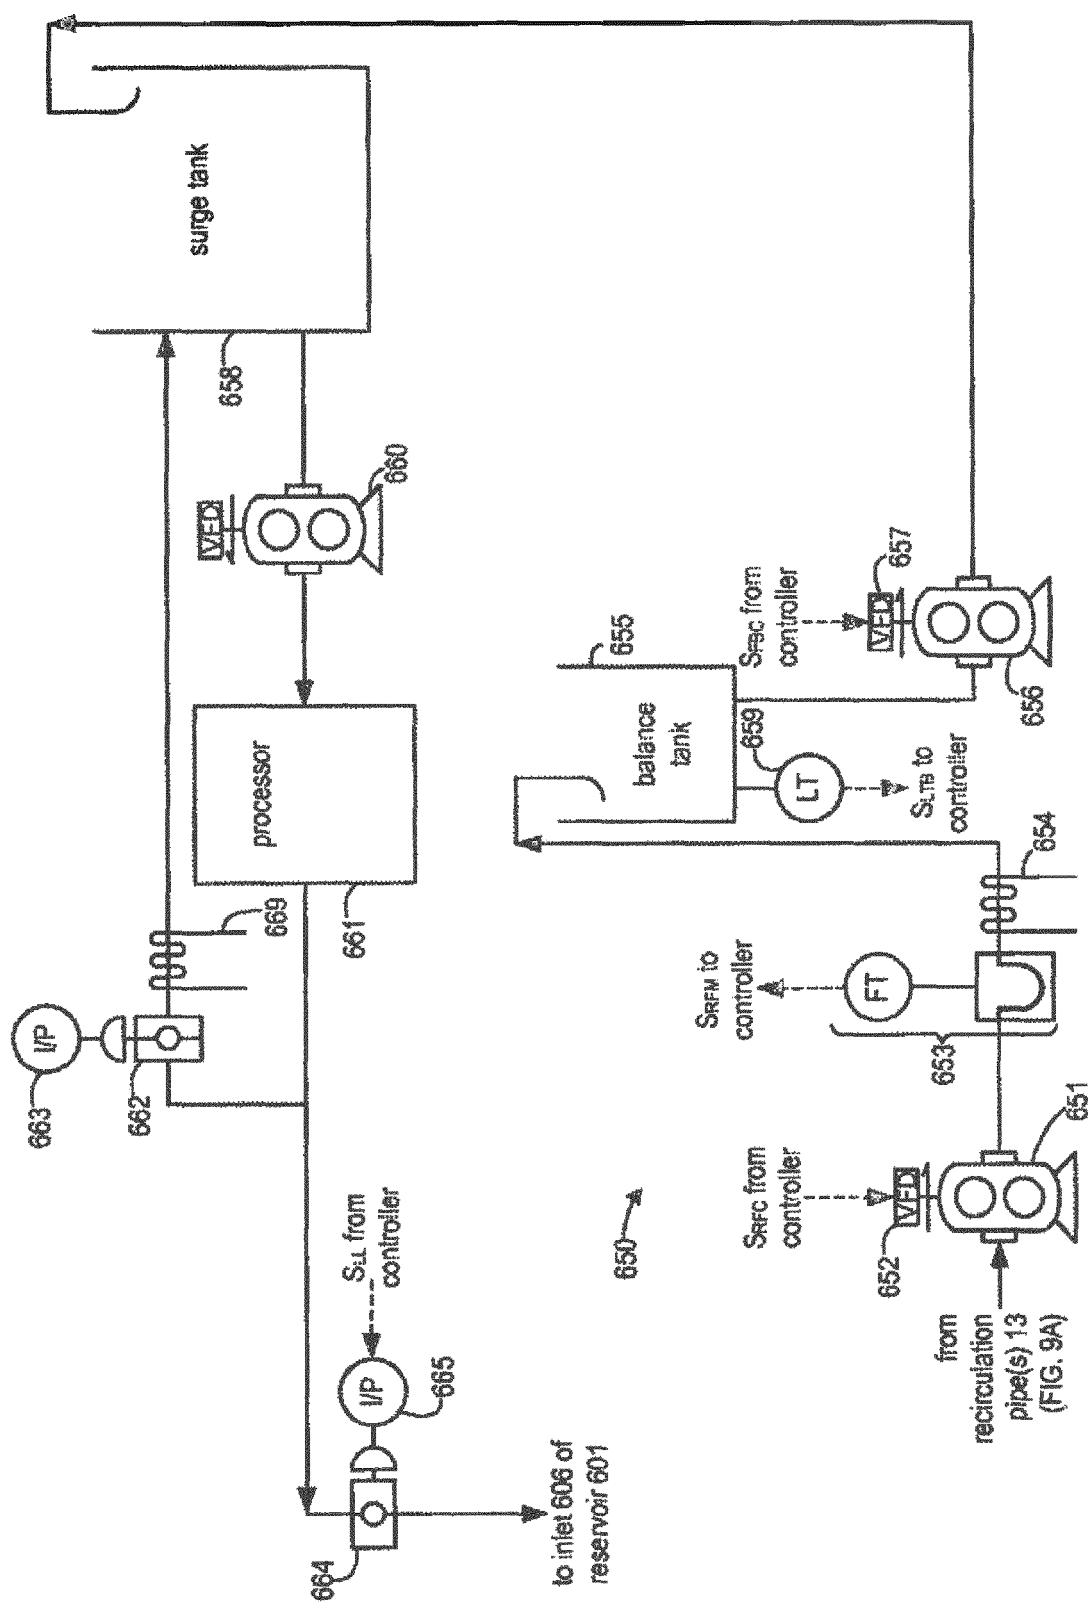 surge tank
658
660
VFD
processor
661
669
I/P
663
662
SLL from
controller
I/P
665
664
to inlet 606 of
reservoir 601
650
655
balance
tank
659
LT
SLTB to
controller
SFBC from
controller
VFD
657
656
654
SRFM to
controller
FT
653
651
SRFC from
controller
VFD
652
from
recirculation
pipe(s) 13
(FIG. 9A)